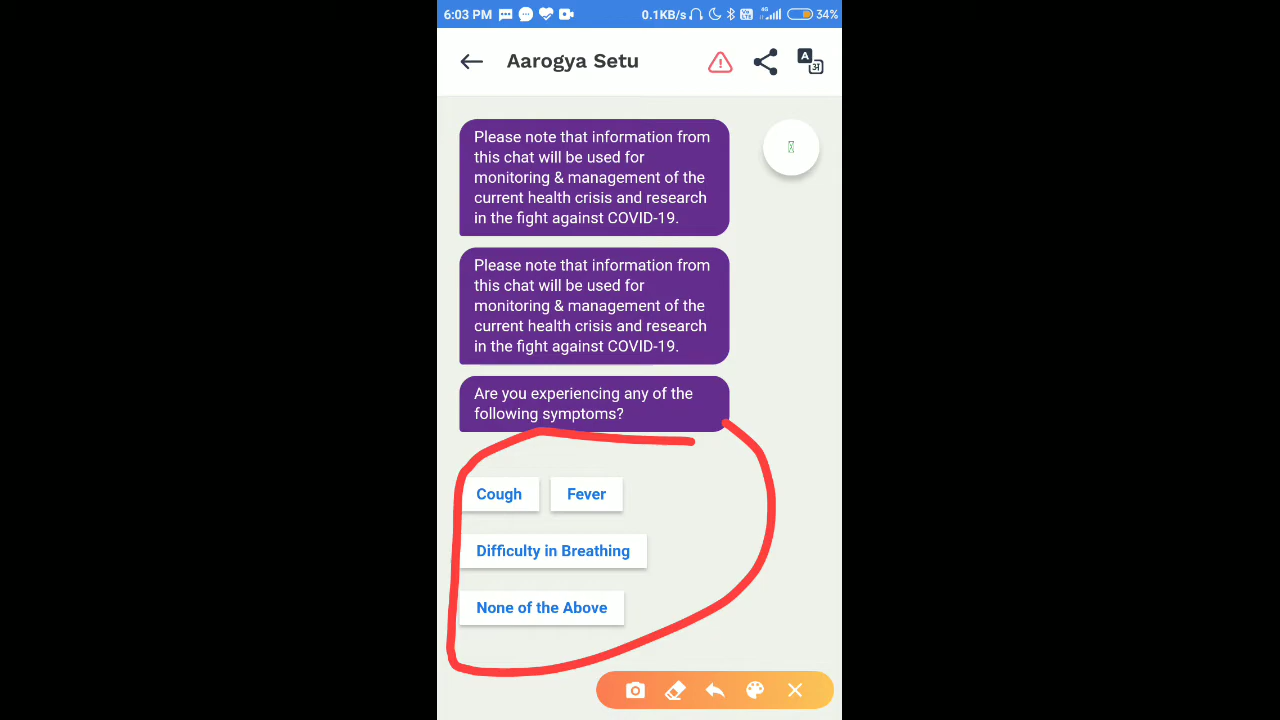 6:03 PM 0.1KB/s 4G 34%
Aarogya Setu
A अ
Please note that information from
this chat will be used for
monitoring & management of the
current health crisis and research
in the fight against COVID-19.
Please note that information from
this chat will be used for
monitoring & management of the
current health crisis and research
in the fight against COVID-19.
Are you experiencing any of the
following symptoms?
Cough Fever
Difficulty in Breathing
None of the Above